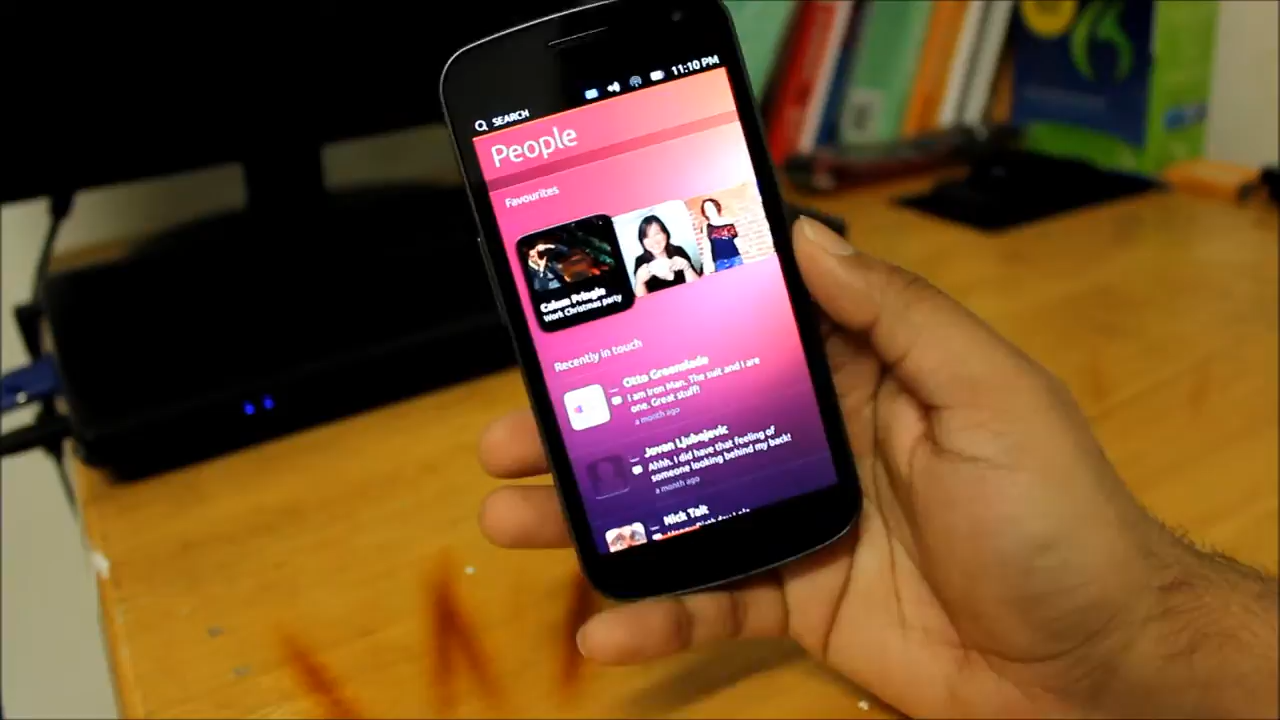 11:10 PM
SEARCH
People
Favourites
Calum Pringle
Work Christmas party
Recently in touch
Otto Greenslade
I am Iron Man. The suit and I are
one. Great stuff!
a month ago
Jovan Ljubojevic
Ahhh. I did have that feeling of
someone looking behind my back!
a month ago
Nick Tait